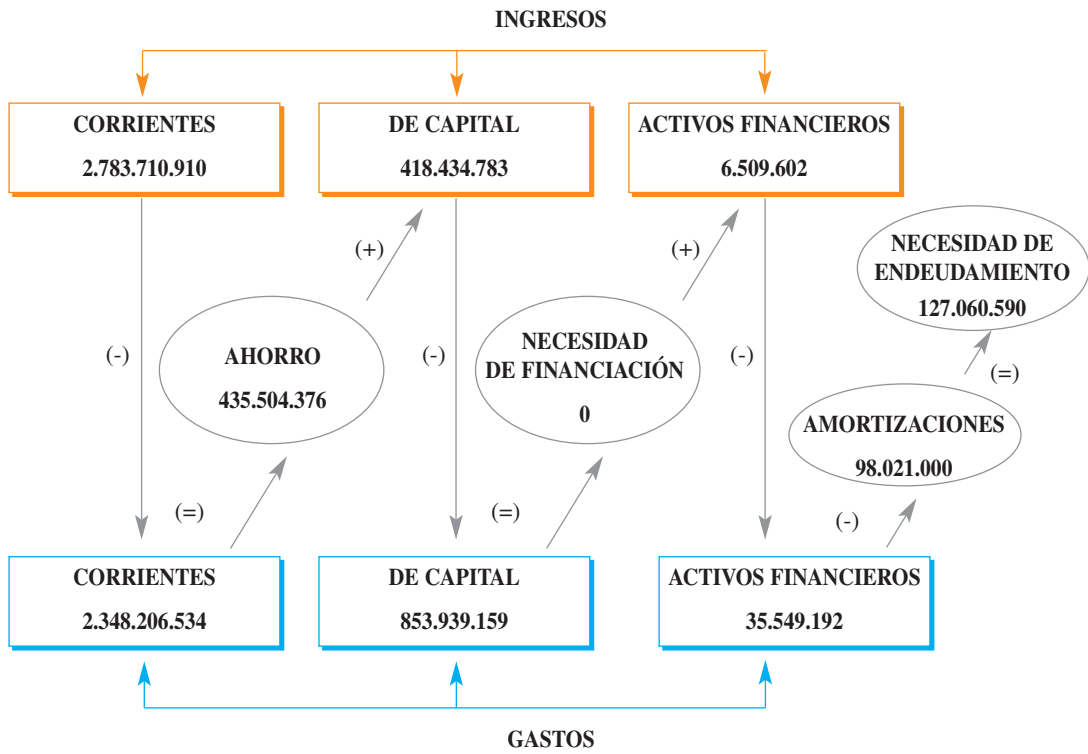 INGRESOS
CORRIENTES
2.783.710.910
DE CAPITAL
418.434.783
ACTIVOS FINANCIEROS
6.509.602
(+)
(+)
NECESIDAD DE
ENDEUDAMIENTO
127.060.590
(-)
AHORRO
435.504.376
(-)
NECESIDAD
DE FINANCIACIÓN
0
(-)
(=)
AMORTIZACIONES
98.021.000
(=)
(=)
(-)
CORRIENTES
2.348.206.534
DE CAPITAL
853.939.159
ACTIVOS FINANCIEROS
35.549.192
GASTOS